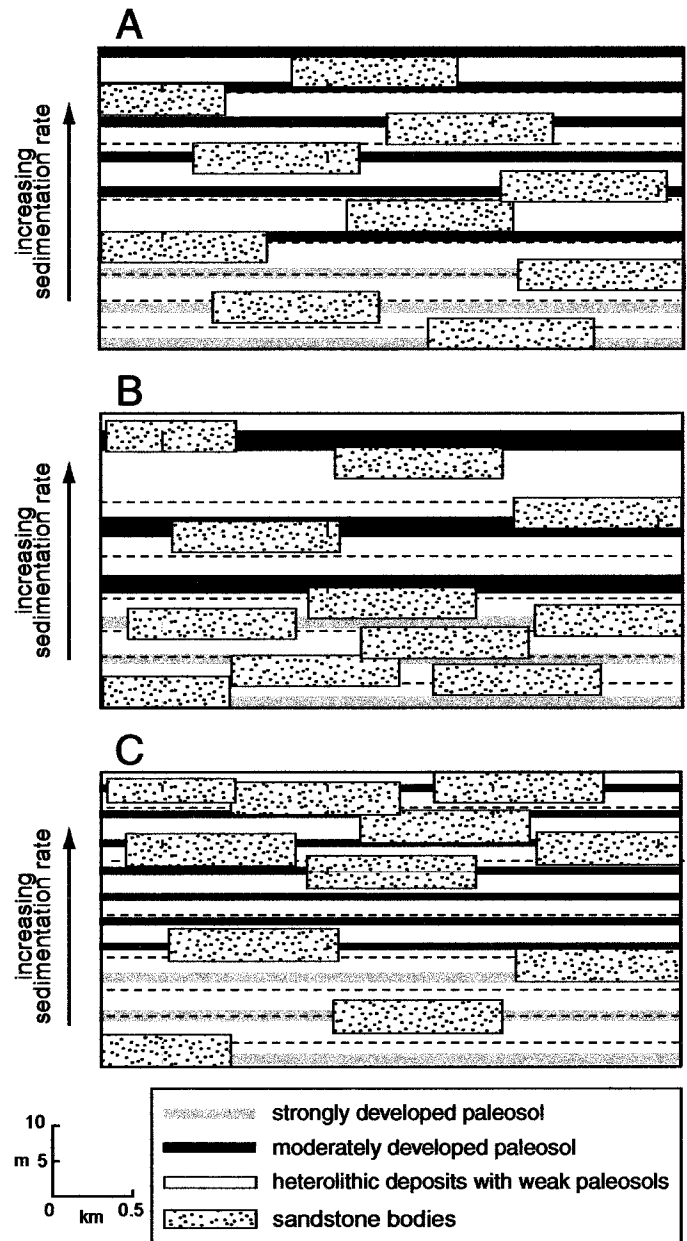 A
increasing
sedimentation rate
B
increasing
sedimentation rate
C
increasing
sedimentation rate
10
m 5
0 km 0.5
strongly developed paleosol
moderately developed paleosol
heterolithic deposits with weak paleosols
sandstone bodies